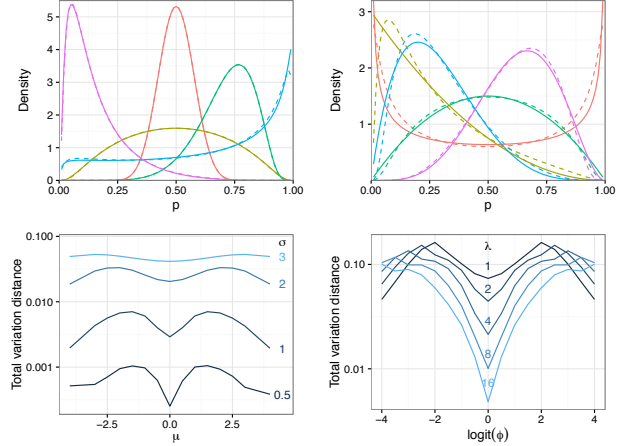 Density
5
4
3
2
1
0
0.00 0.25 0.50 0.75 1.00
p
Density
3
2
1
0.00 0.25 0.50 0.75 1.00
p
Total variation distance
0.100
0.010
0.001
σ
3
2
1
0.5
−2.5 0.0 2.5
μ
Total variation distance
0.10
0.01
λ
1
2
4
8
16
−4 −2 0 2 4
logit(ϕ)